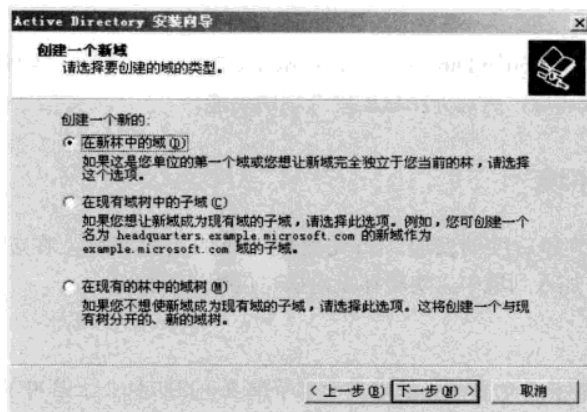 Active Directory 安装向导
创建一个新域
请选择要创建的域的类型。
创建一个新的:
在新林中的域(D)
如果这是您单位的第一个域或您想让新域完全独立于您当前的林，请选择
这个选项。
在现有域树中的子域(C)
如果您想让新域成为现有域的子域，请选择此选项。例如，您可创建一个
名为 headquarters.example.microsoft.com 的新域作为
example.microsoft.com 域的子域。
在现有的林中的域树(M)
如果您不想使新域成为现有域的子域，请选择此选项。这将创建一个与现
有树分开的、新的域树。
< 上一步(B) 下一步(N) > 取消